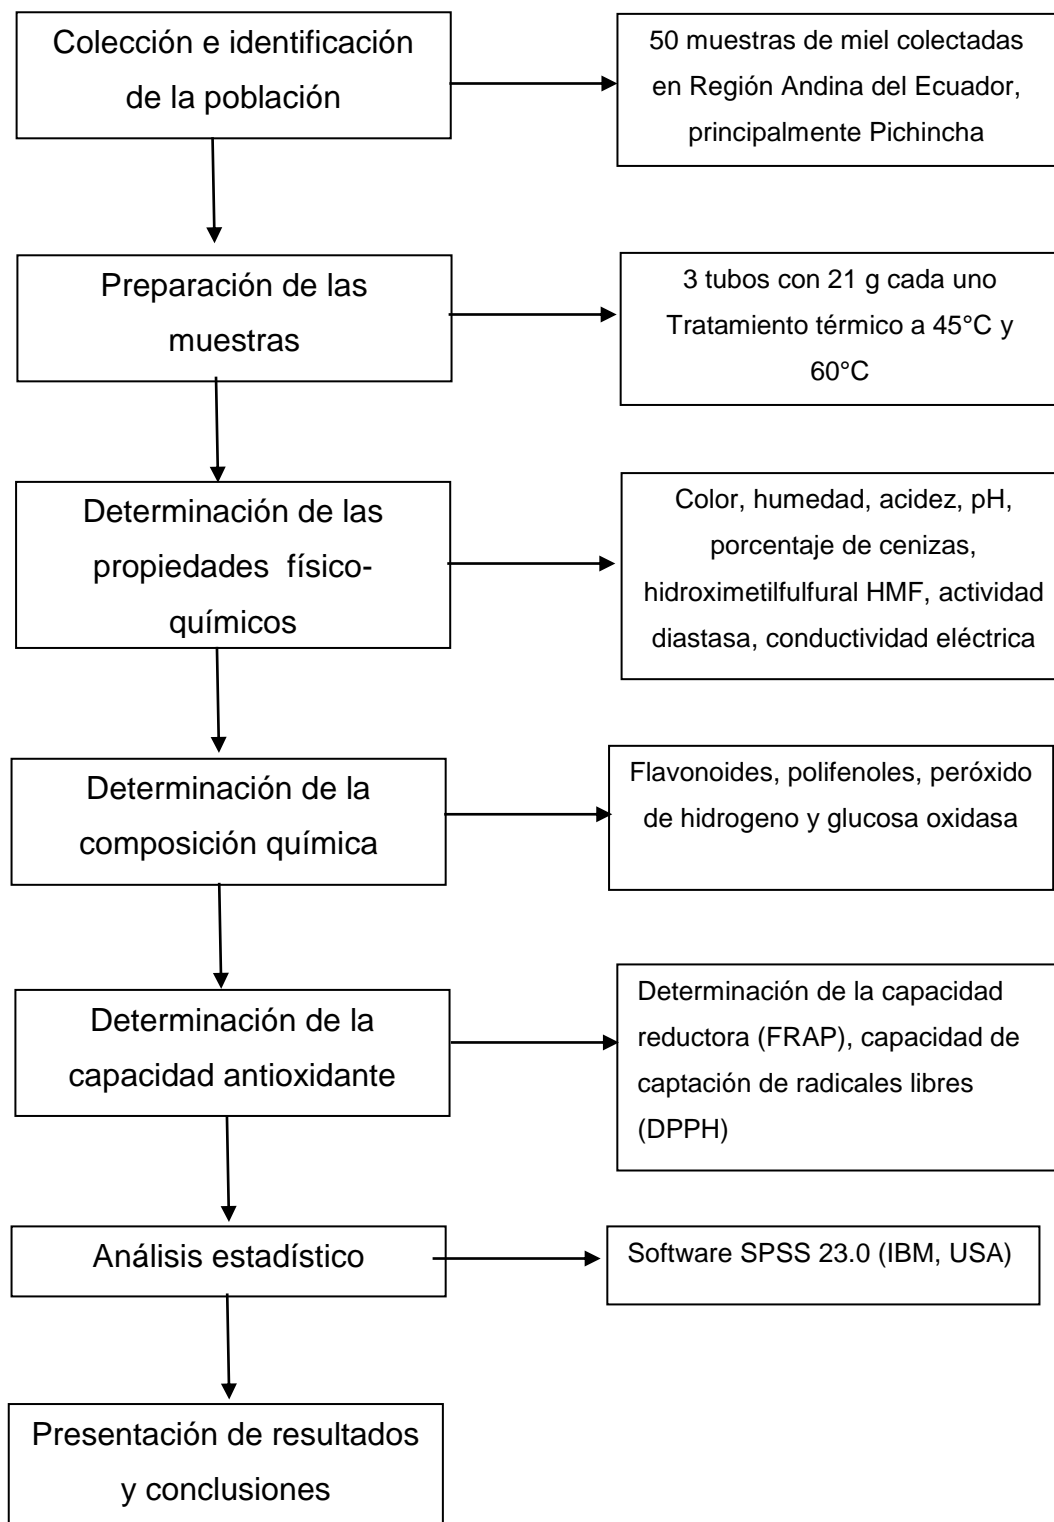 Colección e identificación
de la población
50 muestras de miel colectadas
en Región Andina del Ecuador,
principalmente Pichincha
Preparación de las
muestras
3 tubos con 21 g cada uno
Tratamiento térmico a 45°C y
60°C
Determinación de las
propiedades físico-
químicos
Color, humedad, acidez, pH,
porcentaje de cenizas,
hidroximetilfulfural HMF, actividad
diastasa, conductividad eléctrica
Determinación de la
composición química
Flavonoides, polifenoles, peróxido
de hidrogeno y glucosa oxidasa
Determinación de la
capacidad antioxidante
Determinación de la capacidad
reductora (FRAP), capacidad de
captación de radicales libres
(DPPH)
Análisis estadístico
Software SPSS 23.0 (IBM, USA)
Presentación de resultados
y conclusiones